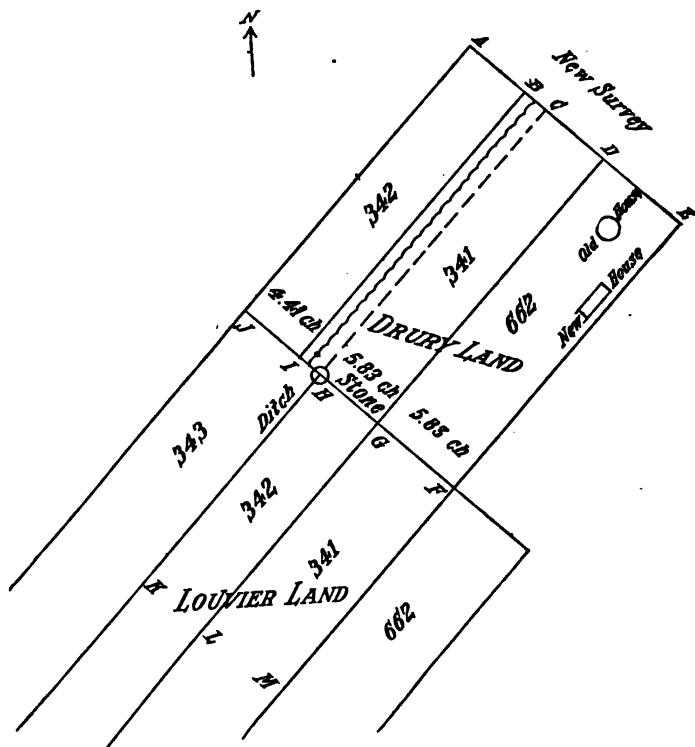 N
A
New Survey
B
C
D
E
342
Old House
341
662
New House
4.41 ch
J
DRURY LAND
I
H
5.83 ch
Stone
Ditch
G
5.83 ch
F
343
342
341
K
LOUVIER LAND
L
662
M